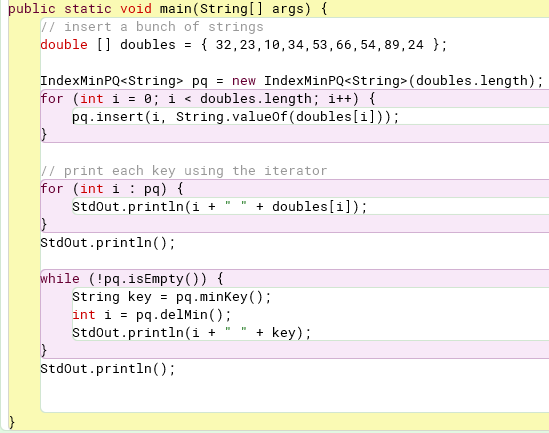 public static void main(String[] args) {
// insert a bunch of strings
double [] doubles = { 32,23,10,34,53,66,54,89,24 };
IndexMinPQ<String> pq = new IndexMinPQ<String>(doubles.length);
for (int i = 0; i < doubles.length; i++) {
pq.insert(i, String.valueOf(doubles[i]));
}
// print each key using the iterator
for (int i : pq) {
StdOut.println(i + " " + doubles[i]);
}
StdOut.println();
while (!pq.isEmpty()) {
String key = pq.minKey();
int i = pq.delMin();
StdOut.println(i + " " + key);
}
StdOut.println();
}